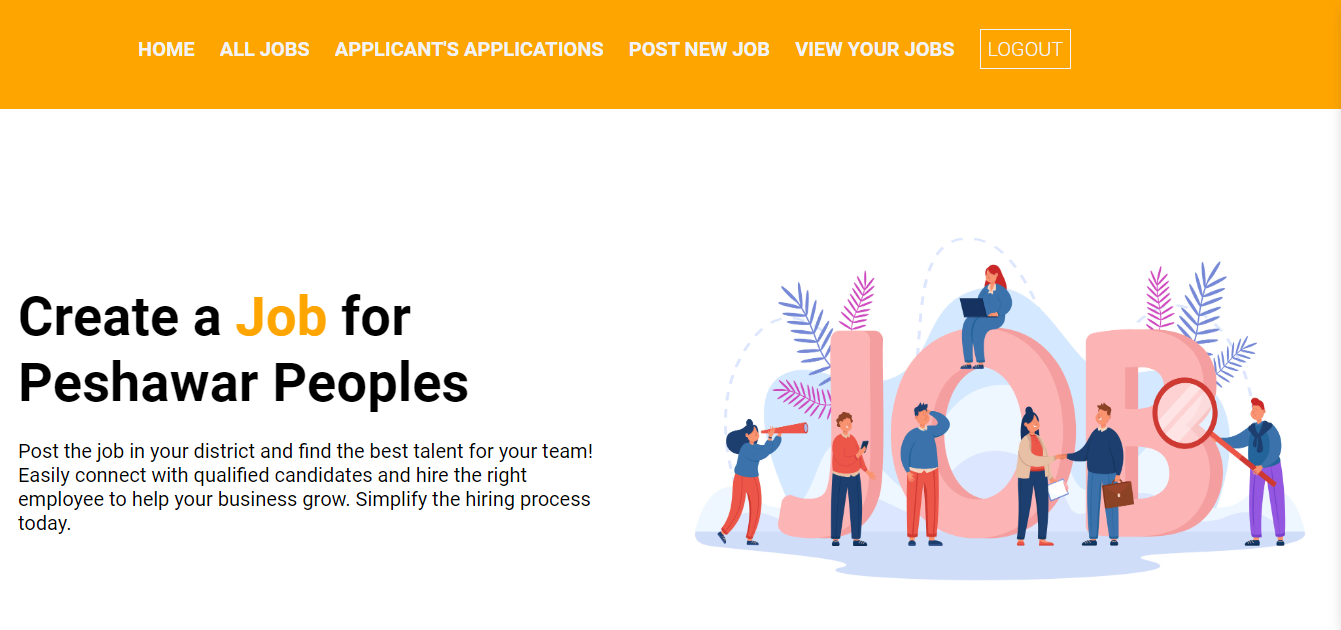 HOME ALL JOBS APPLICANT'S APPLICATIONS POST NEW JOB VIEW YOUR JOBS LOGOUT
Create a Job for
Peshawar Peoples
Post the job in your district and find the best talent for your team!
Easily connect with qualified candidates and hire the right
employee to help your business grow. Simplify the hiring process
today.
JOB